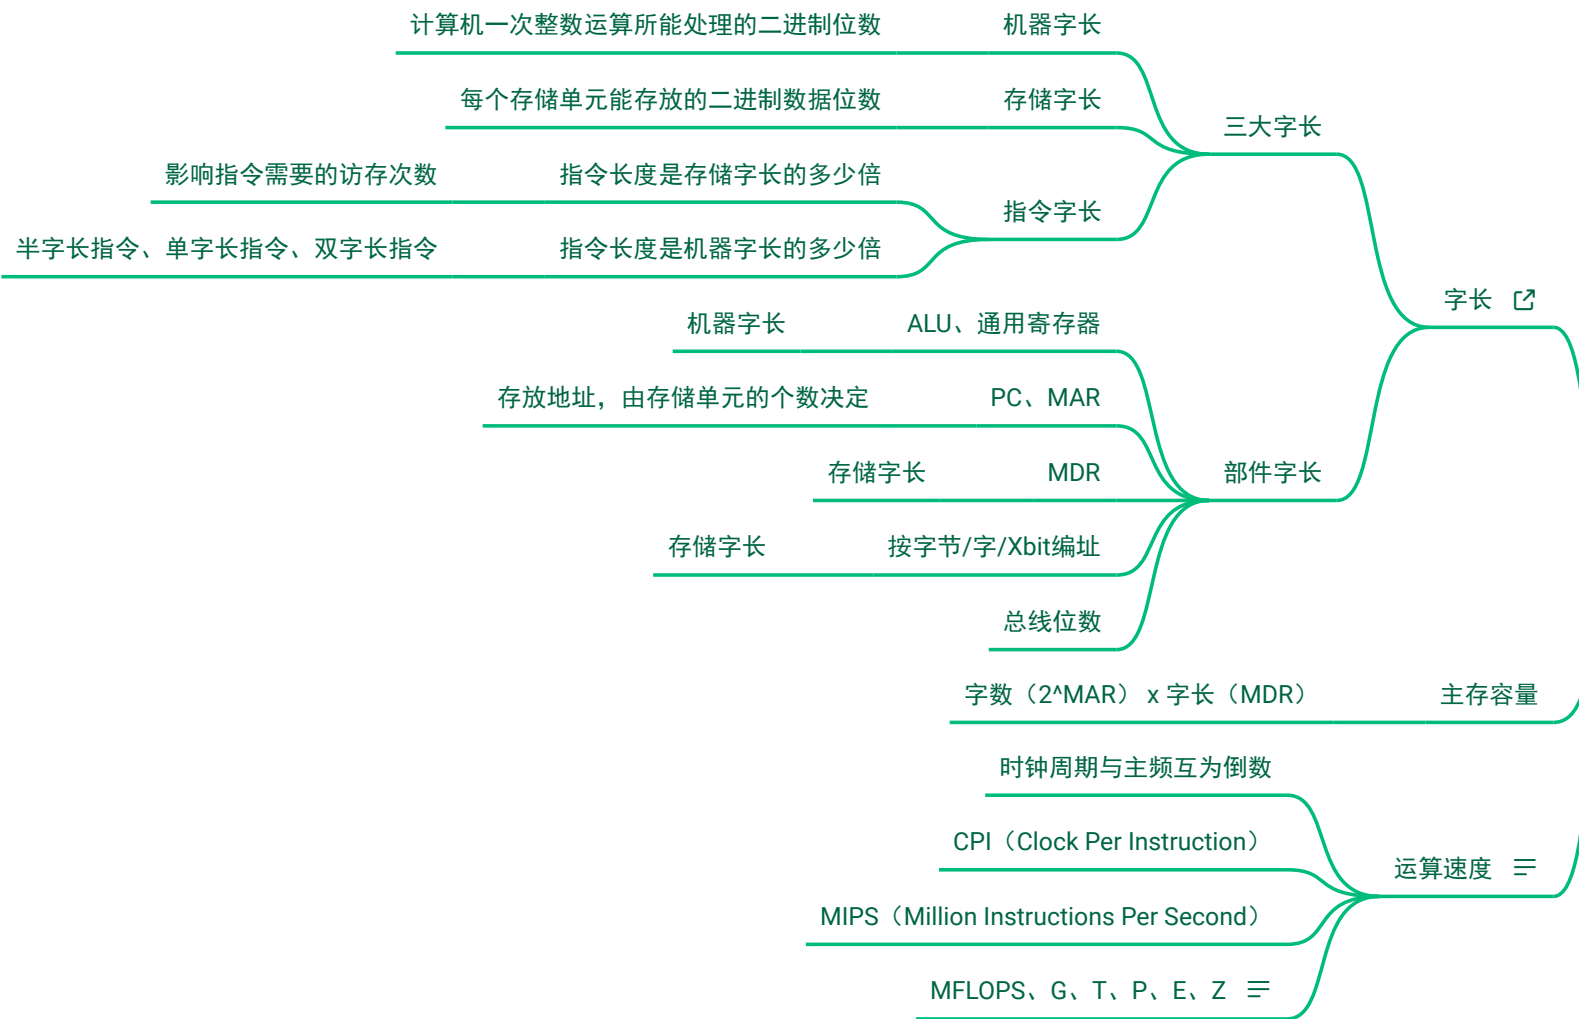 计算机一次整数运算所能处理的二进制位数
机器字长
每个存储单元能存放的二进制数据位数
存储字长
三大字长
影响指令需要的访存次数
指令长度是存储字长的多少倍
指令字长
半字长指令、单字长指令、双字长指令
指令长度是机器字长的多少倍
字长
机器字长
ALU、通用寄存器
存放地址，由存储单元的个数决定
PC、MAR
存储字长
MDR
部件字长
存储字长
按字节/字/Xbit编址
总线位数
字数（2^MAR） x 字长（MDR）
主存容量
时钟周期与主频互为倒数
CPI（Clock Per Instruction）
运算速度
MIPS（Million Instructions Per Second）
MFLOPS、G、T、P、E、Z